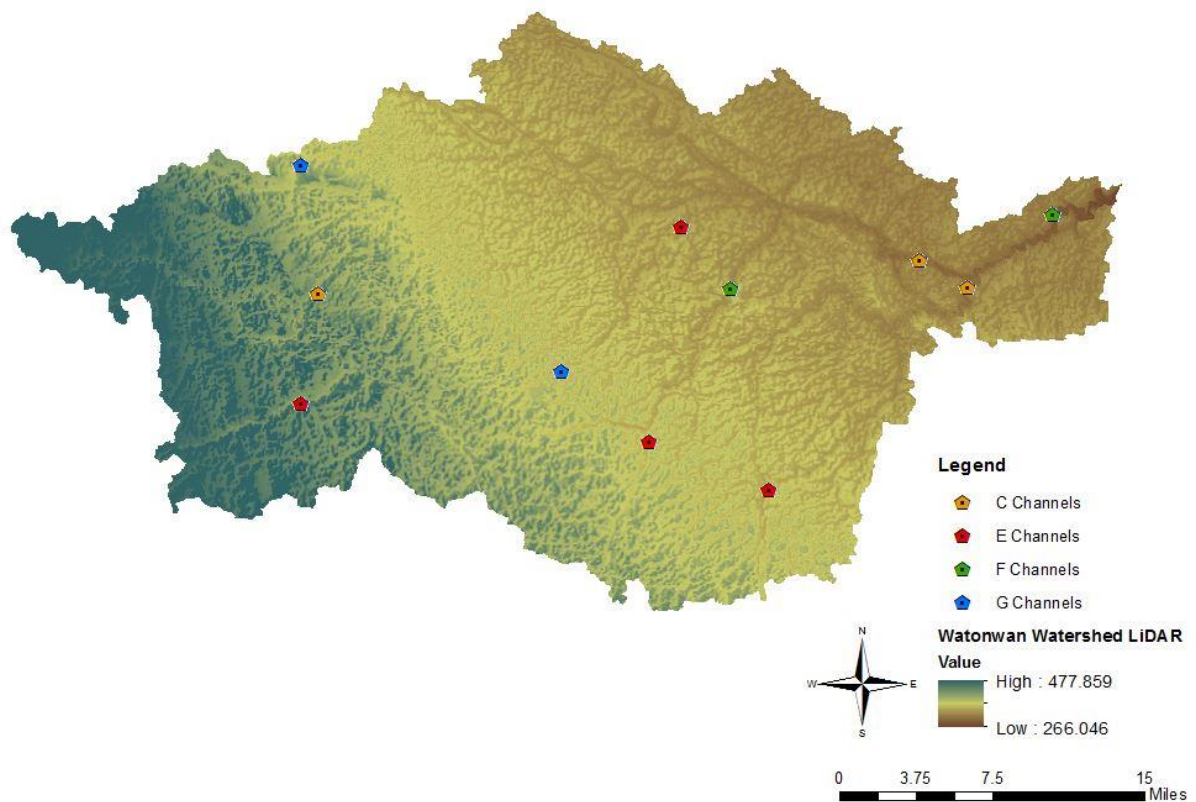 Legend
C Channels
E Channels
F Channels
G Channels
Watonwan Watershed LiDAR
Value
High : 477.859
Low : 266.046
N
W E
S
0 3.75 7.5 15
Miles